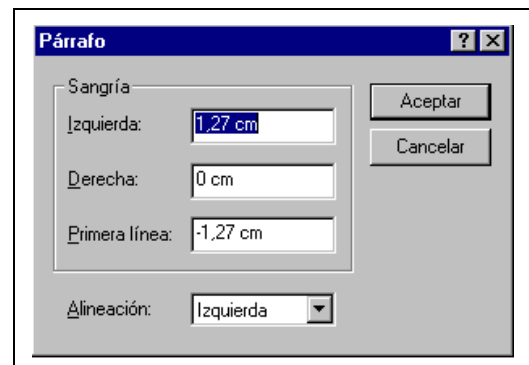 Párrafo
Sangría
Izquierda: 1,27 cm
Derecha: 0 cm
Primera línea: -1,27 cm
Alineación: Izquierda
Aceptar
Cancelar